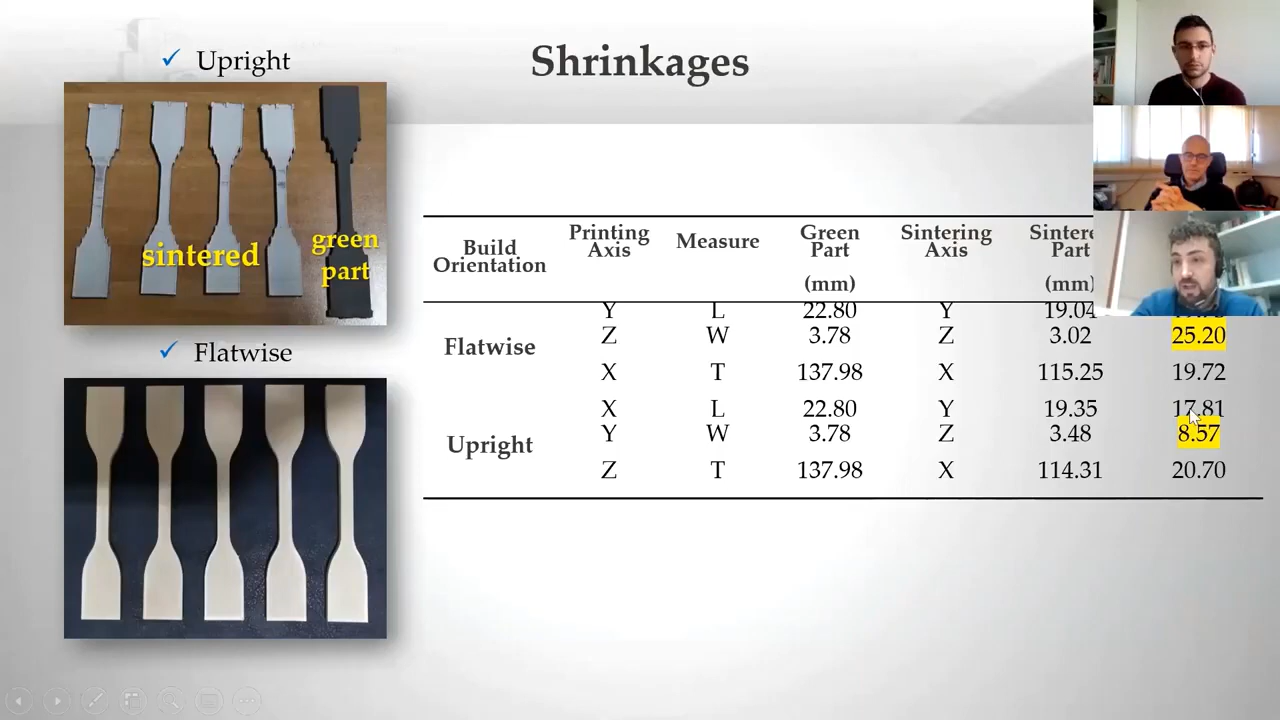 Shrinkages
✓ Upright
sintered
green
part
✓ Flatwise
Build
Orientation
Printing
Axis
Measure
Green
Part
(mm)
Sintering
Axis
Sintere
Part
(mm)
Flatwise
Y L 22.80 Y 19.04
Z W 3.78 Z 3.02 25.20
X T 137.98 X 115.25 19.72
Upright
X L 22.80 Y 19.35 17.81
Y W 3.78 Z 3.48 8.57
Z T 137.98 X 114.31 20.70